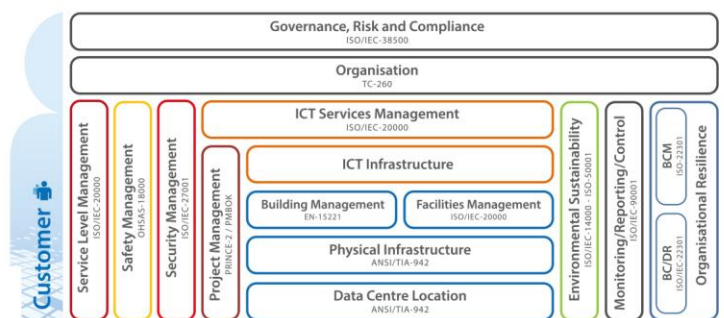 Governance, Risk and Compliance
ISO/IEC-38500
Organisation
TC-260
Customer
Service Level Management
ISO/IEC-20000
Safety Management
OHSAS-18000
Security Management
ISO/IEC-27001
ICT Services Management
ISO/IEC-20000
Project Management
PRINCE-2 / PMBOK
ICT Infrastructure
Building Management
EN-15221
Facilities Management
ISO/IEC-20000
Physical Infrastructure
ANSI/TIA-942
Data Centre Location
ANSI/TIA-942
Environmental Sustainability
ISO/IEC-14000 - ISO-50001
Monitoring/Reporting/Control
ISO/IEC-90001
BCM
ISO-22301
BC/DR
ISO/IEC-22301
Organisational Resilience